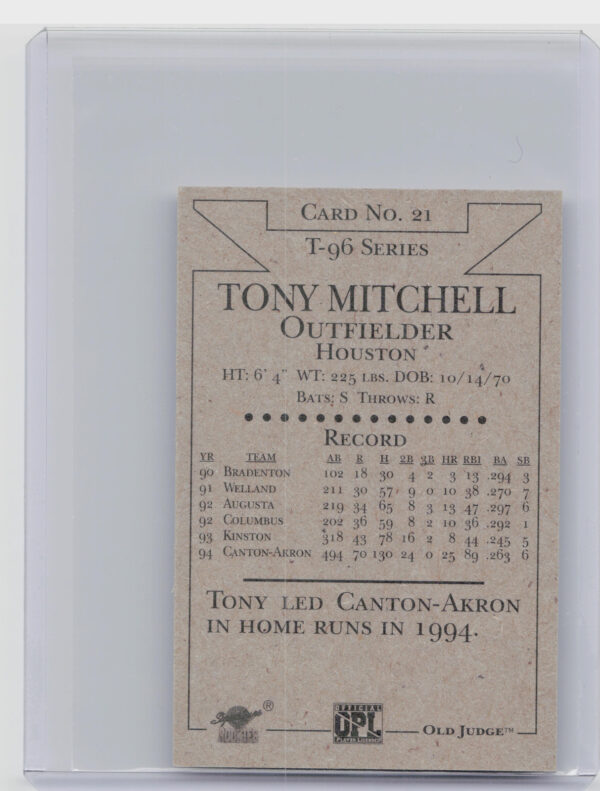 CARD NO. 21
T-96 SERIES
TONY MITCHELL
OUTFIELDER
HOUSTON
HT: 6' 4" WT: 225 LBS. DOB: 10/14/70
BATS: S THROWS: R
RECORD
YR TEAM AB R H 2B 3B HR RBI BA SB
90 BRADENTON 102 18 30 4 2 3 13 .294 3
91 WELLAND 211 30 57 9 0 10 38 .270 7
92 AUGUSTA 219 34 65 8 3 13 47 .297 6
92 COLUMBUS 202 36 59 8 2 10 36 .292 1
93 KINSTON 318 43 78 16 2 8 44 .245 5
94 CANTON-AKRON 494 70 130 24 0 25 89 .263 6
TONY LED CANTON-AKRON
IN HOME RUNS IN 1994.
Signature ®
ROOKIES
OFFICIAL
OPL
OLD JUDGE™